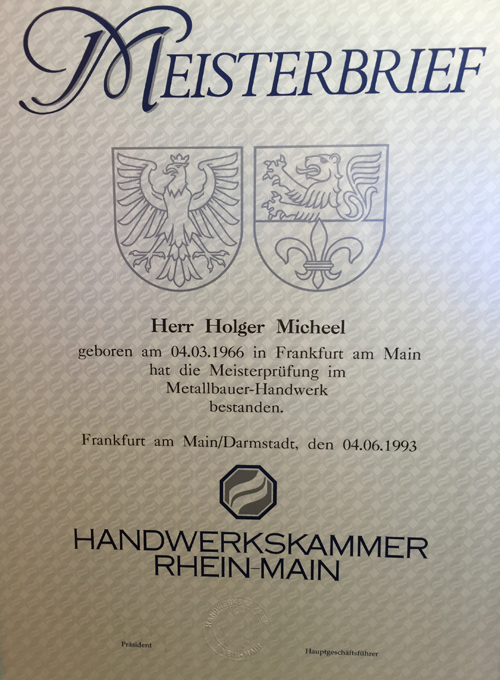 MEISTERBRIEF
Herr Holger Micheel
geboren am 04.03.1966 in Frankfurt am Main
hat die Meisterprüfung im
Metallbauer-Handwerk
bestanden.
Frankfurt am Main/Darmstadt, den 04.06.1993
HANDWERKSKAMMER
RHEIN-MAIN
Präsident
Hauptgeschäftsführer